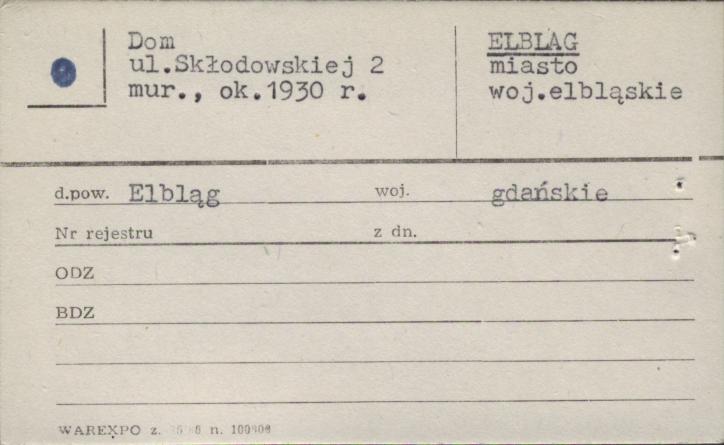 Dom
ul.Skłodowskiej 2
mur., ok.1930 r.
ELBLAG
miasto
woj.elbląskie
d.pow. Elbląg woj. gdańskie
Nr rejestru z dn.
ODZ
BDZ
WAREXPO z. n.